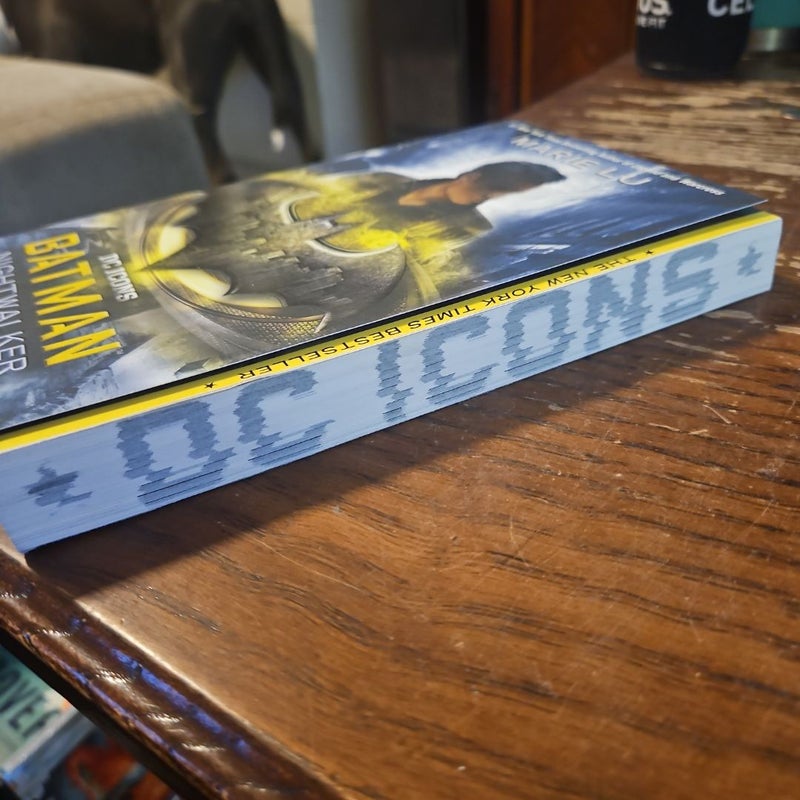 MARIE LU
DC ICONS
BATMAN
NIGHTWALKER
★ THE NEW YORK TIMES BESTSELLER ★
★ DC ICONS ★